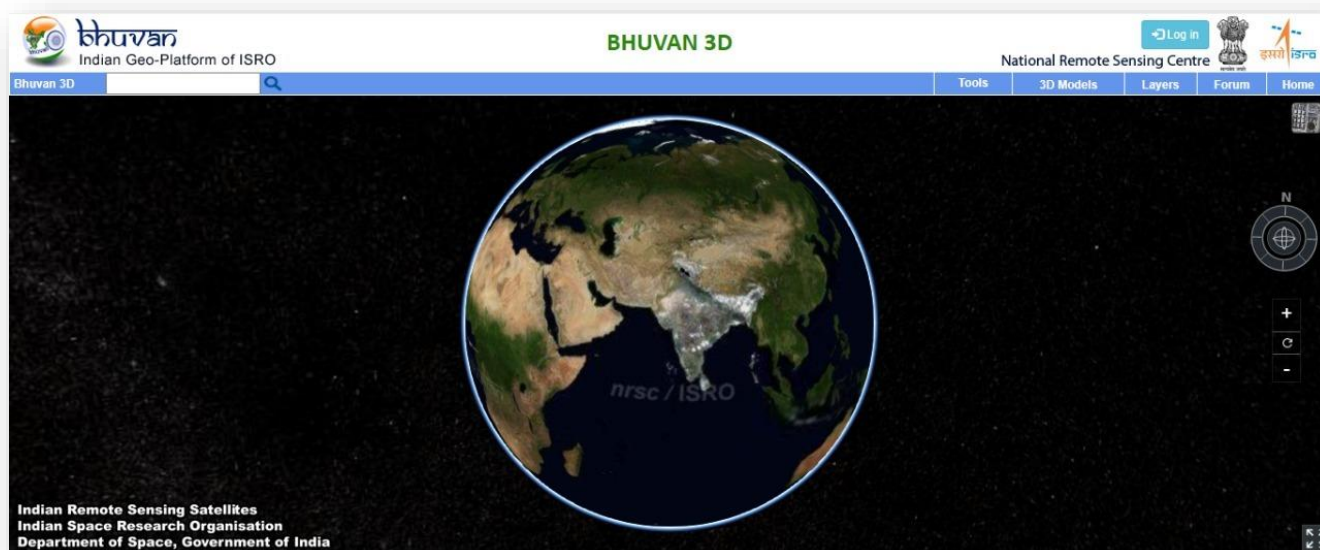 bhuvan
Indian Geo-Platform of ISRO
BHUVAN 3D
Log in
National Remote Sensing Centre
इसरो isro
Bhuvan 3D
Tools
3D Models
Layers
Forum
Home
N
nrsc / ISRO
+
-
Indian Remote Sensing Satellites
Indian Space Research Organisation
Department of Space, Government of India